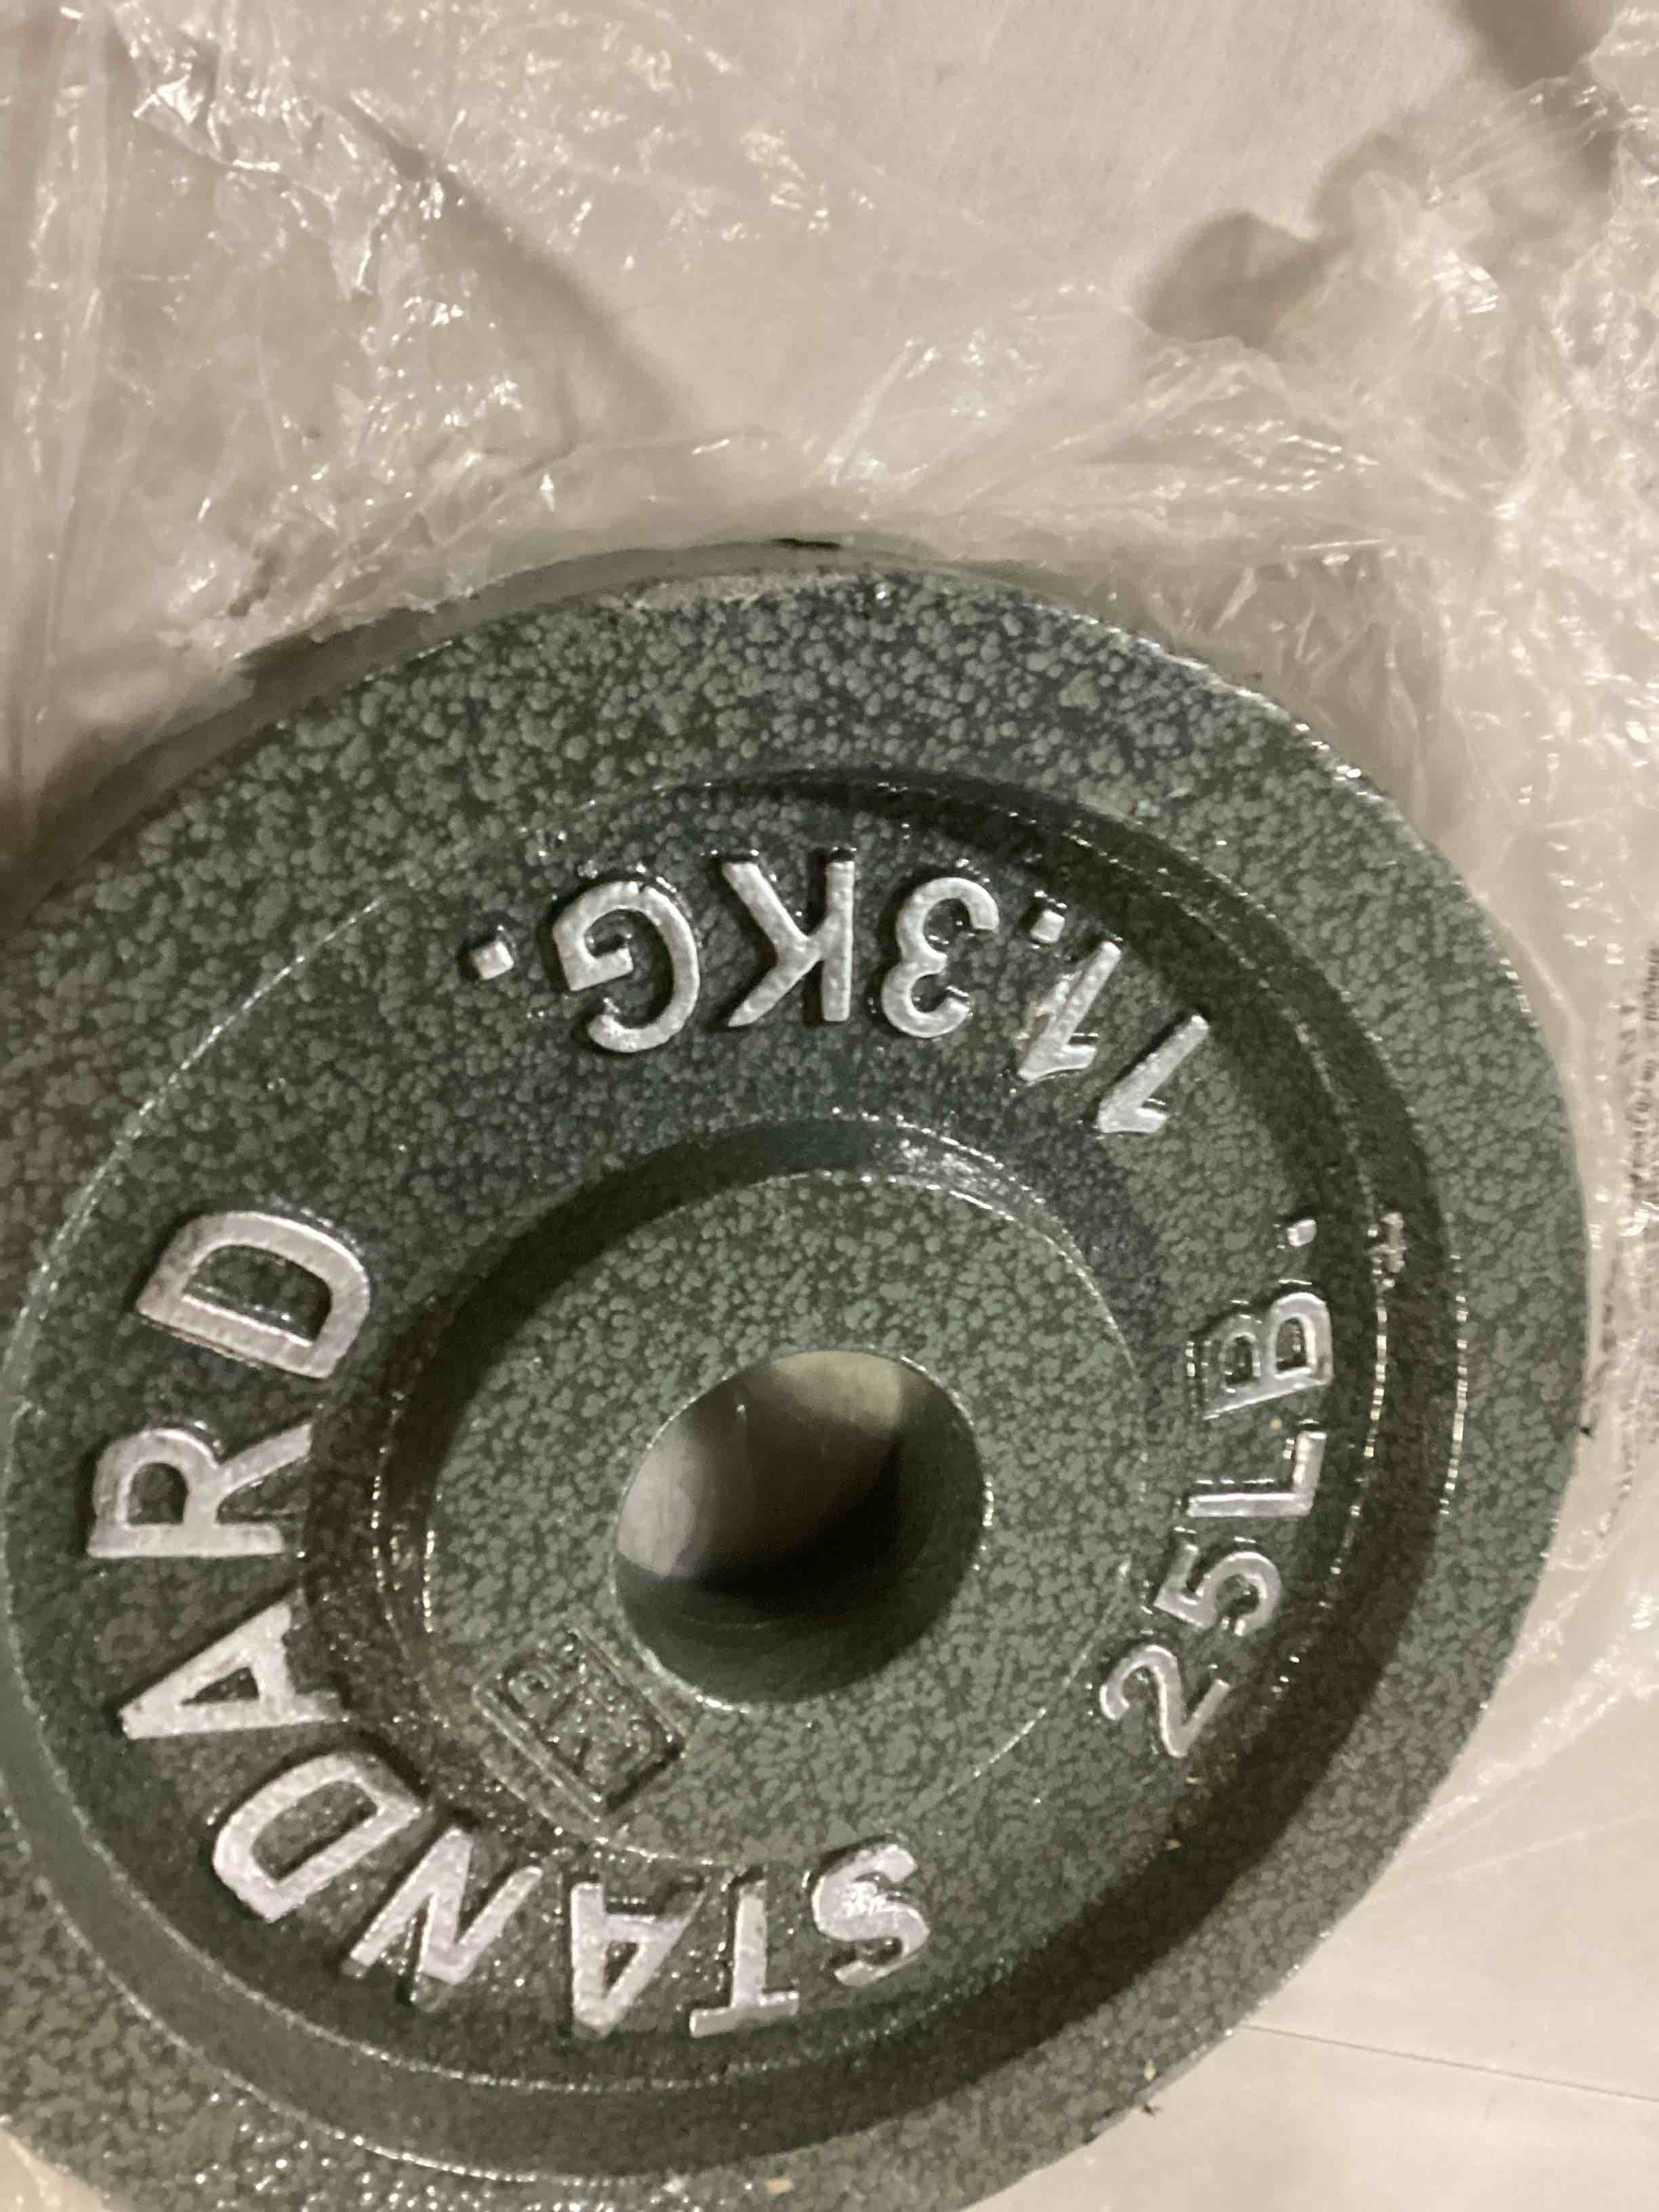 STANDARD
25LB.
11.3KG.